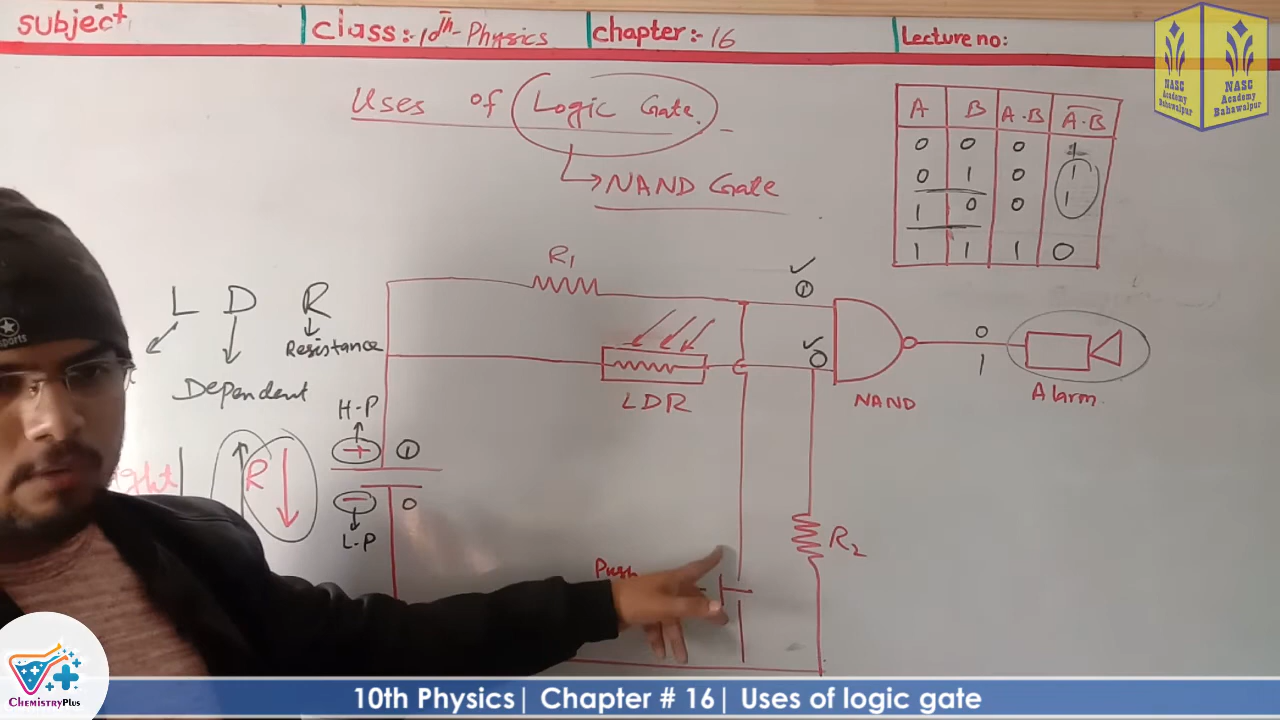 subject
class:- 10th- Physics
chapter:- 16
Lecture no:
NASC
Academy
Bahawalpur
NASC
Academy
Bahawalpur
Uses of Logic Gate.
NAND Gate
A B A.B A.B
0 0 0 1
0 1 0 1
1 0 0 1
1 1 1 0
R1
L D R
Resistance
Dependent
LDR
1
0
NAND
0
1
Alarm.
H-P
+ 1
- 0
L-P
R
R2
Push
sports
ChemistryPlus
10th Physics| Chapter # 16| Uses of logic gate